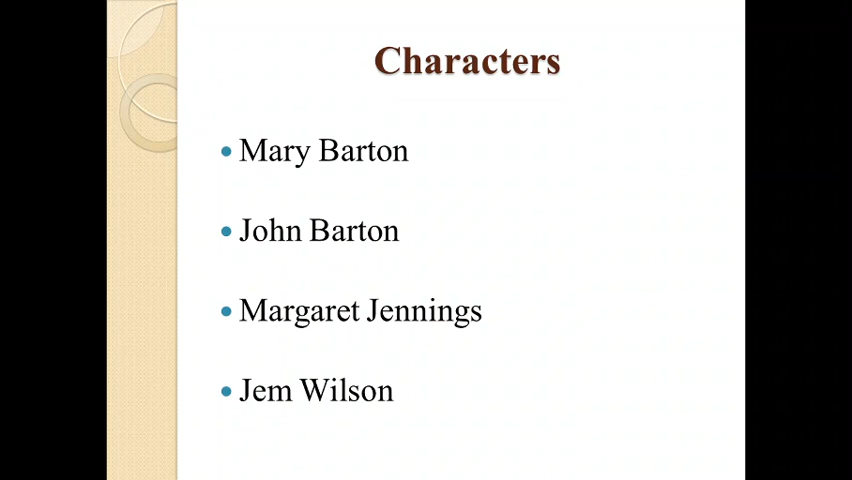 Characters
• Mary Barton
• John Barton
• Margaret Jennings
• Jem Wilson